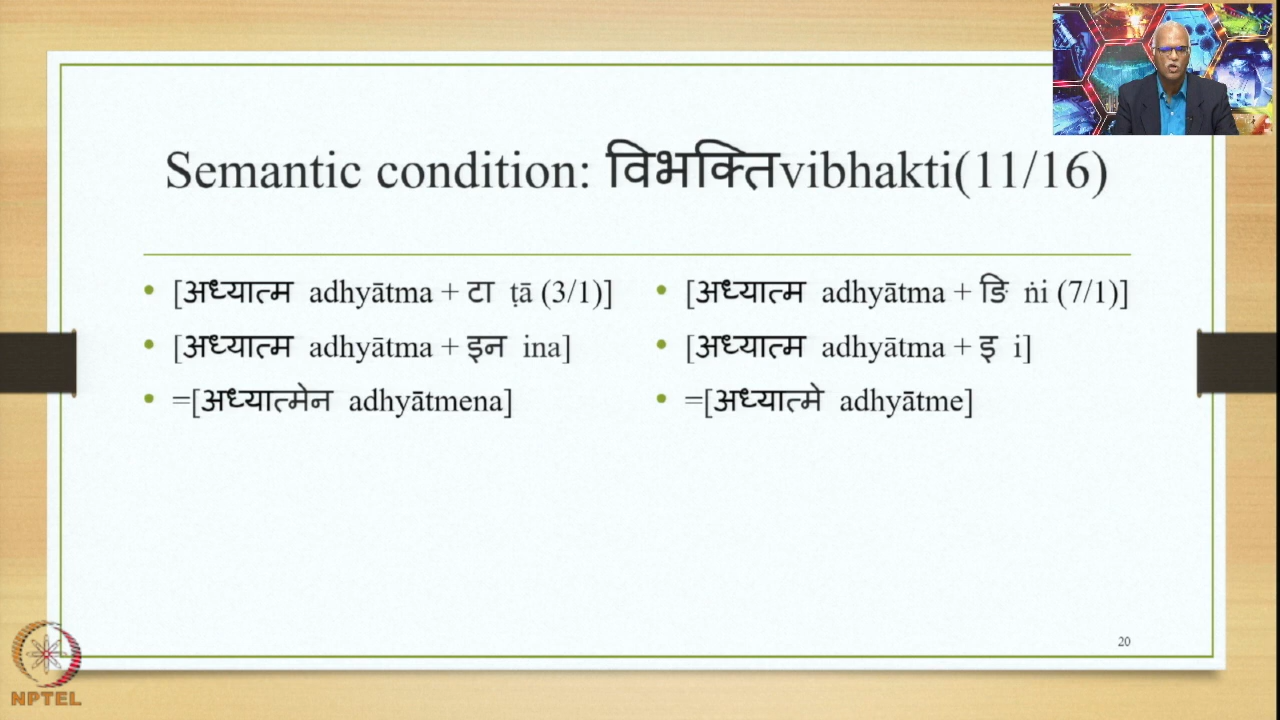 Semantic condition: विभक्तिvibhakti(11/16)
• [अध्यात्म adhyātma + टा ṭā (3/1)]
• [अध्यात्म adhyātma + इन ina]
• =[अध्यात्मेन adhyātmena]
• [अध्यात्म adhyātma + ङि ṅi (7/1)]
• [अध्यात्म adhyātma + इ i]
• =[अध्यात्मे adhyātme]
20
NPTEL